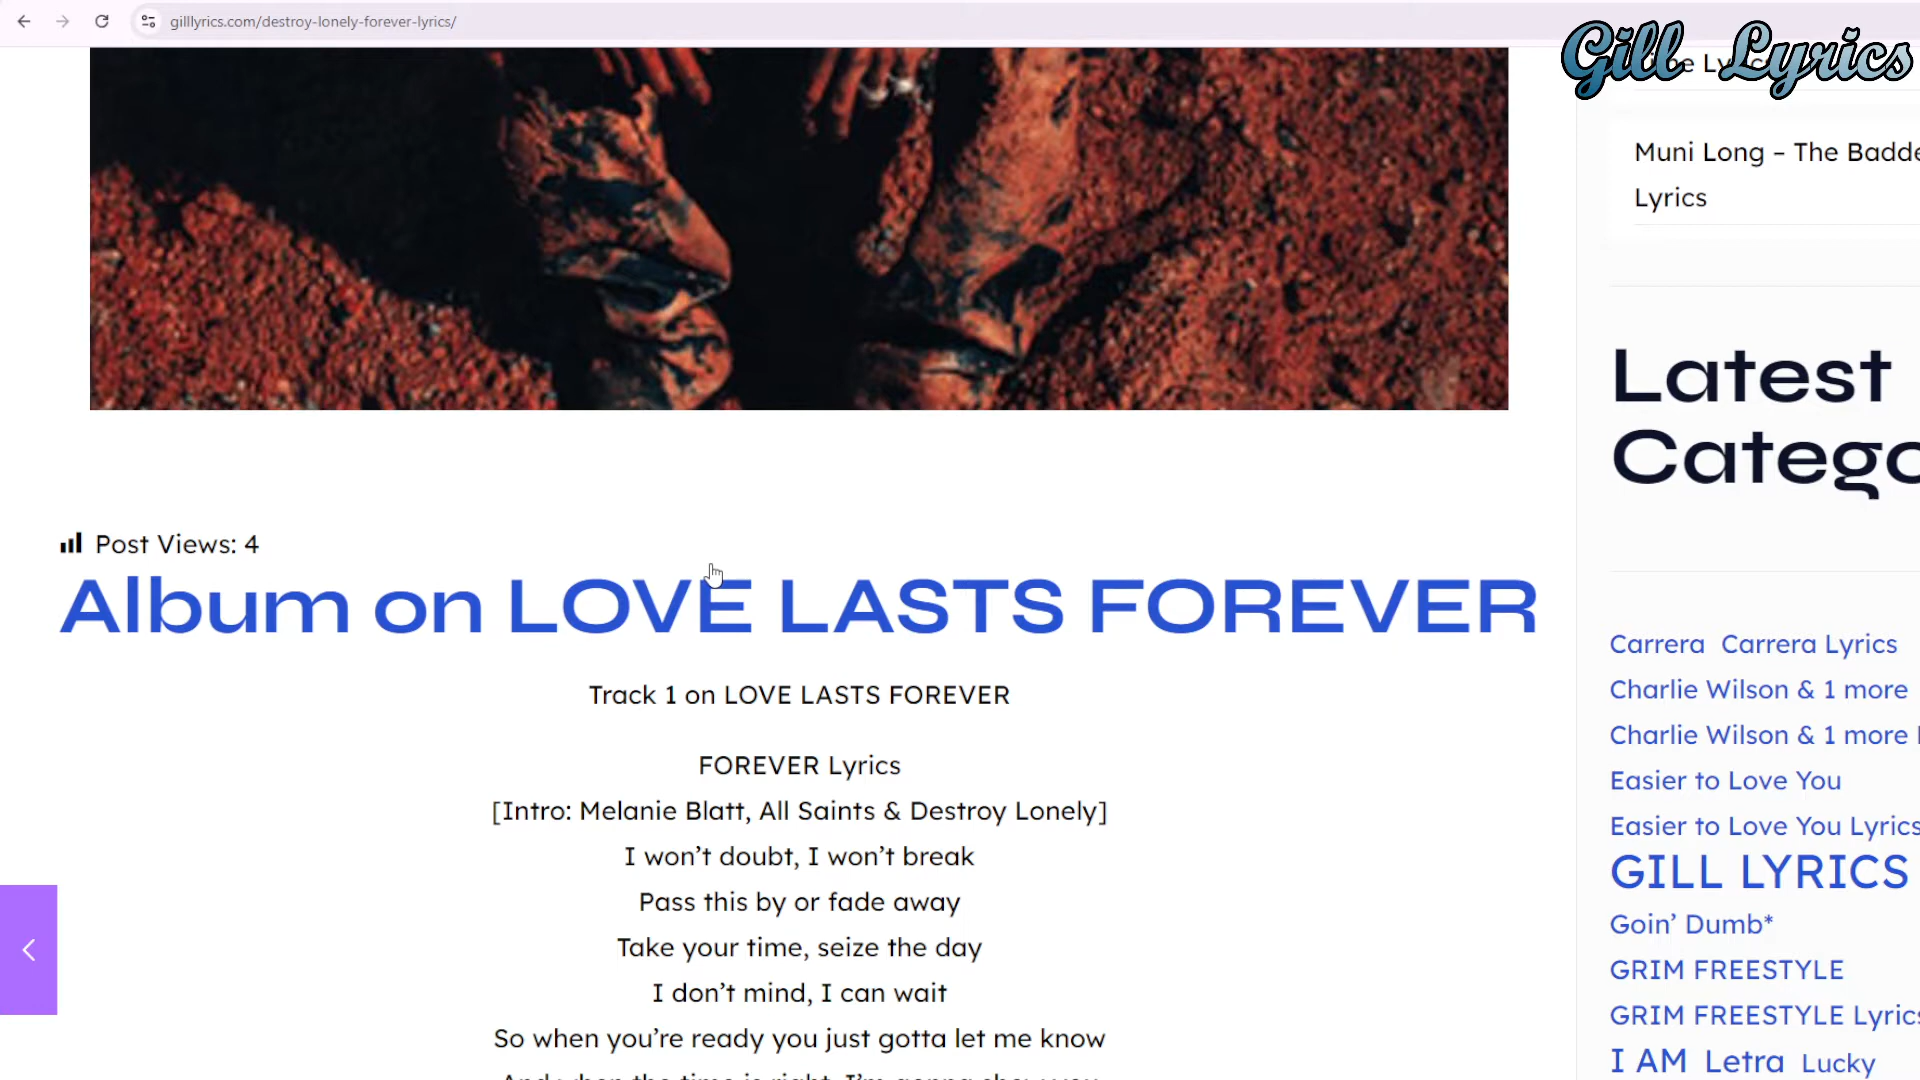 gilllyrics.com/destroy-lonely-forever-lyrics/
Gill Lyrics
Muni Long – The Badde
Lyrics
Latest
Catego
Post Views: 4
Album on LOVE LASTS FOREVER
Track 1 on LOVE LASTS FOREVER
FOREVER Lyrics
[Intro: Melanie Blatt, All Saints & Destroy Lonely]
I won’t doubt, I won’t break
Pass this by or fade away
Take your time, seize the day
I don’t mind, I can wait
So when you’re ready you just gotta let me know
Carrera Carrera Lyrics
Charlie Wilson & 1 more
Charlie Wilson & 1 more
Easier to Love You
Easier to Love You Lyrics
GILL LYRICS
Goin’ Dumb*
GRIM FREESTYLE
GRIM FREESTYLE Lyrics
I AM Letra Lucky